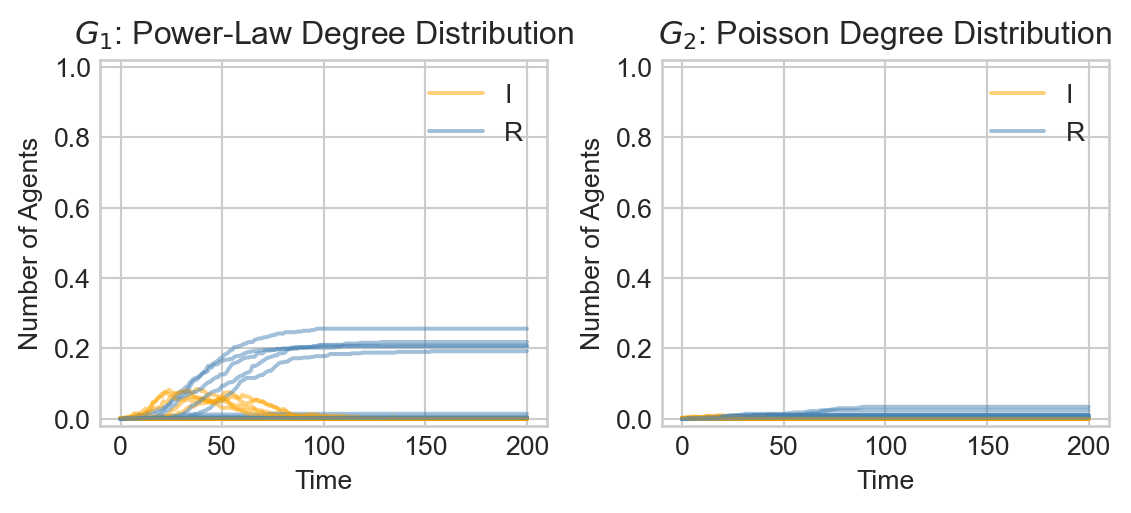 G₁: Power-Law Degree Distribution
1.0
0.8
0.6
0.4
0.2
0.0
Number of Agents
I
R
0 50 100 150 200
Time
G₂: Poisson Degree Distribution
1.0
0.8
0.6
0.4
0.2
0.0
Number of Agents
I
R
0 50 100 150 200
Time